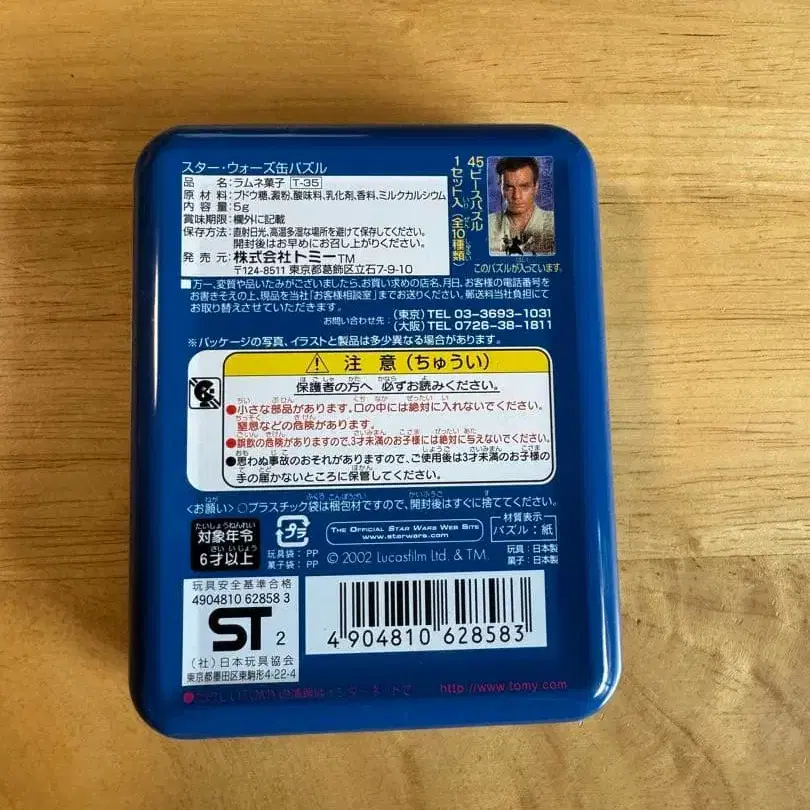 スター・ウォーズ缶パズル
品 名：ラムネ菓子 T-35
原 材 料：ブドウ糖、澱粉、酸味料、乳化剤、香料、ミルクカルシウム
内 容 量：5g
賞味期限：欄外に記載
保存方法：直射日光、高温多湿な場所を避けて保存してください。
開封後はお早めにお召し上がりください。
発 売 元：株式会社トミーTM
〒124-8511 東京都葛飾区立石7-9-10
45ピースパズル
1セット入(全10種類)
このパズルが入っています。
■万一、変質や品いたみがございましたら、お買い求めの店名、月日、お客様の電話番号を
お書きそえの上、現品を当社「お客様相談室」までお送りください。郵送料当社負担にて
お取り替えさせていただきます。
お問い合わせ先：(東京)TEL 03-3693-1031
(大阪)TEL 0726-38-1811
※パッケージの写真、イラストと製品は多少異なる場合があります。
注 意(ちゅうい)
保護者の方へ 必ずお読みください。
●小さな部品があります。口の中には絶対に入れないでください。
窒息などの危険があります。
●誤飲の危険がありますので、3才未満のお子様には絶対に与えないでください。
●思わぬ事故のおそれがありますので、ご使用後は3才未満のお子様の
手の届かないところに保管してください。
〈お願い〉○プラスチック袋は梱包材ですので、開封後はすぐに捨ててください。
たいしょうねんれい
対象年令
さいいじょう
6才以上
プラ
玩具袋：PP
菓子袋：PP
THE OFFICIAL STAR WARS WEB SITE
www.starwars.com
© 2002 Lucasfilm Ltd. & TM.
材質表示
パズル：紙
玩具：日本製
菓子：日本製
玩具安全基準合格
4904810 62858 3
ST 2
(社)日本玩具協会
東京都墨田区東駒形4-22-4
4 904810 628583
http://www.tomy.com